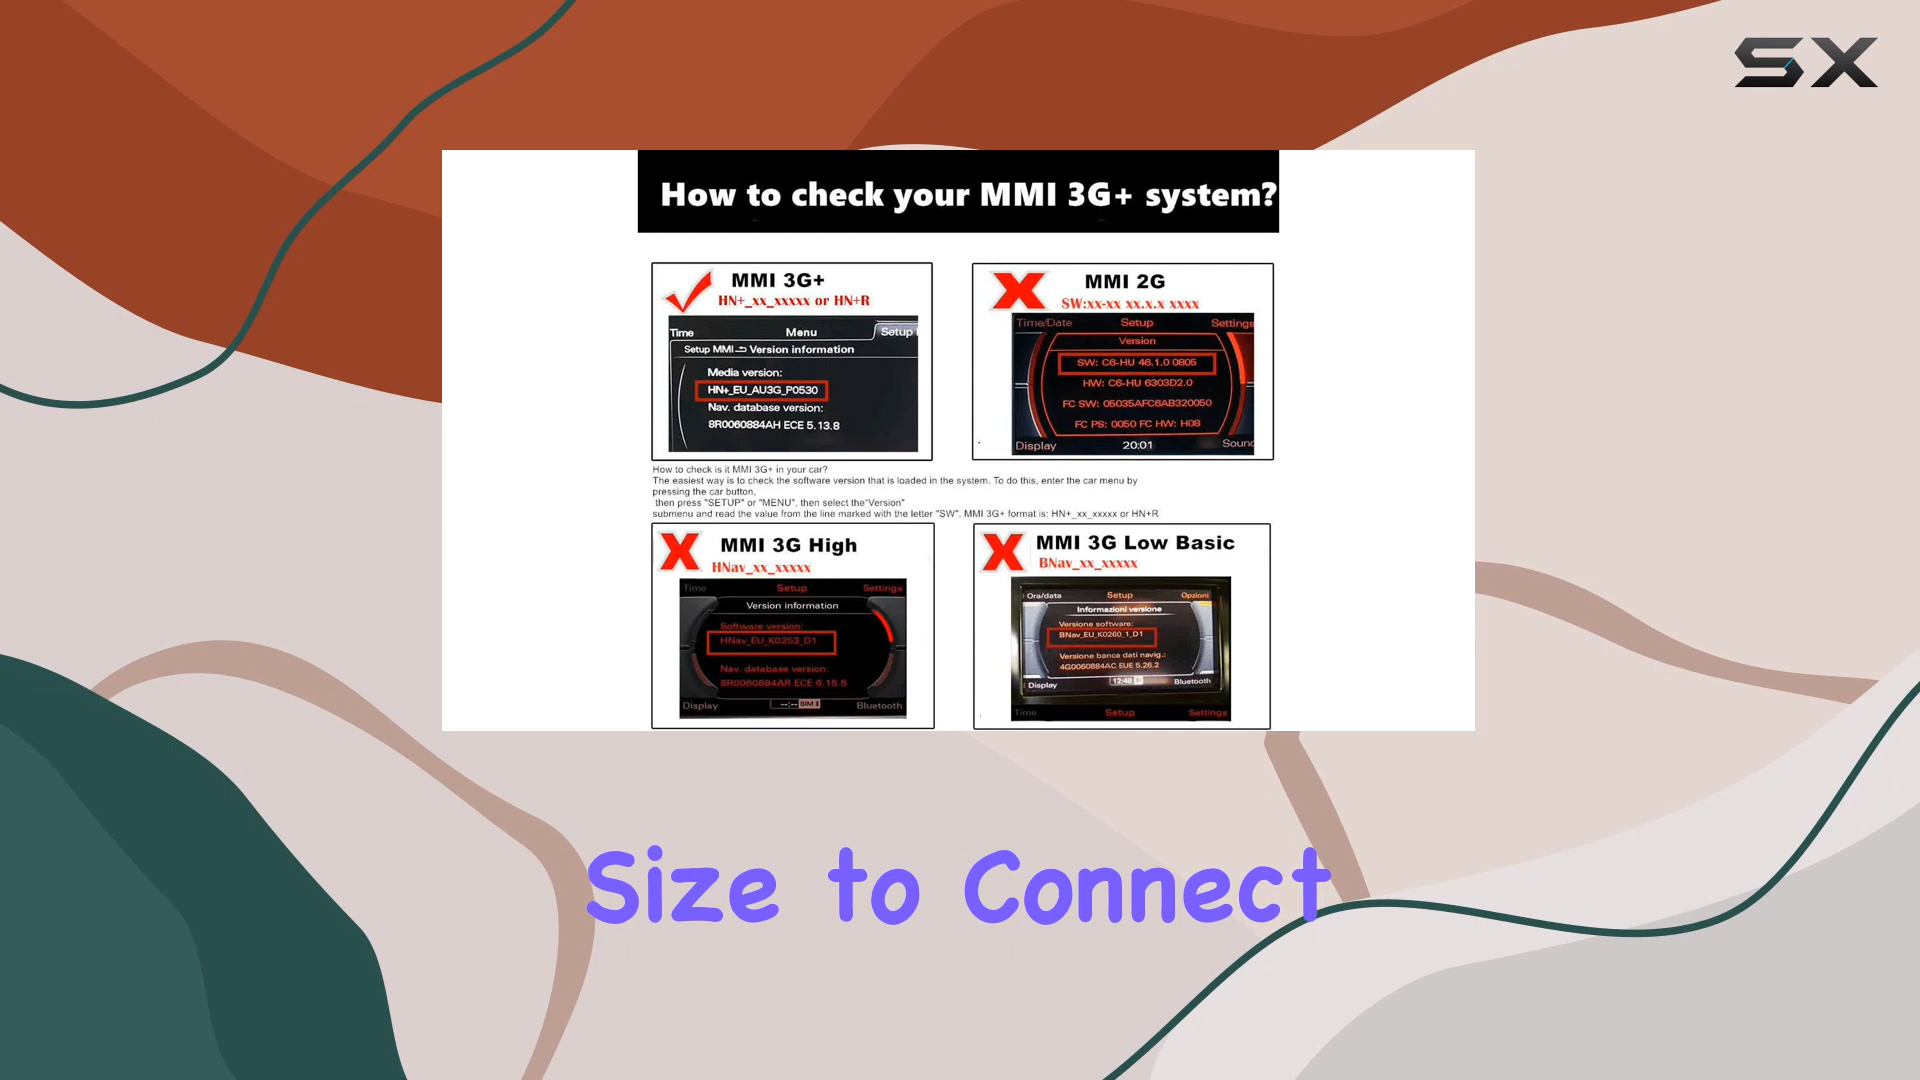 SX
How to check your MMI 3G+ system?
MMI 3G+
HN+_xx_xxxxx or HN+R
Time Menu Setup
Setup MMI Version information
Media version:
HN+_EU_AU3G_P0530
Nav. database version:
8R0060884AH ECE 5.13.8
MMI 2G
SW:xx-xx xx.x.x xxxx
Time/Date Setup Settings
Version
SW: C6-HU 46.1.0 0805
HW: C6-HU 6303D2.0
FC SW: 05035AFC6AB320050
FC PS: 0050 FC HW: H08
Display 20:01 Sound
How to check is it MMI 3G+ in your car?
The easiest way is to check the software version that is loaded in the system. To do this, enter the car menu by
pressing the car button,
then press "SETUP" or "MENU", then select the"Version"
submenu and read the value from the line marked with the letter "SW". MMI 3G+ format is: HN+_xx_xxxxx or HN+R
MMI 3G High
HNav_xx_xxxxx
Time Setup Settings
Version information
Software version:
HNav_EU_K0253_D1
Nav. database version:
8R0060884AR ECE 6.15.5
Display --:-- SIM Bluetooth
MMI 3G Low Basic
BNav_xx_xxxxx
Ora/data Setup Opzioni
Informazioni versione
Versione software:
BNav_EU_K0260_1_D1
Versione banca dati navig.:
4G0060884AC EUE 5.26.2
Display 12:48 Bluetooth
Time Setup Settings
Size to Connect